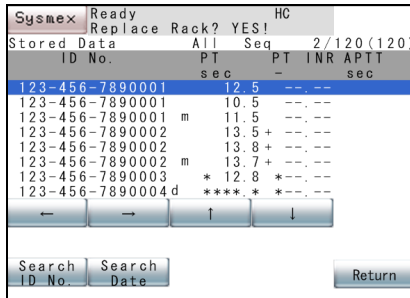 Sysmex Ready HC
Replace Rack? YES!
Stored Data All Seq 2/120(120)
ID No. PT PT INR APTT
sec - sec
123-456-7890001 12.5 --.--
123-456-7890001 10.5 --.--
123-456-7890001 m 11.5 --.--
123-456-7890002 13.5+ --.--
123-456-7890002 13.8+ --.--
123-456-7890002 m 13.7+ --.--
123-456-7890003 * 12.8 *--.--
123-456-7890004d ****.* *--.--
← → ↑ ↓
Search ID No. Search Date Return